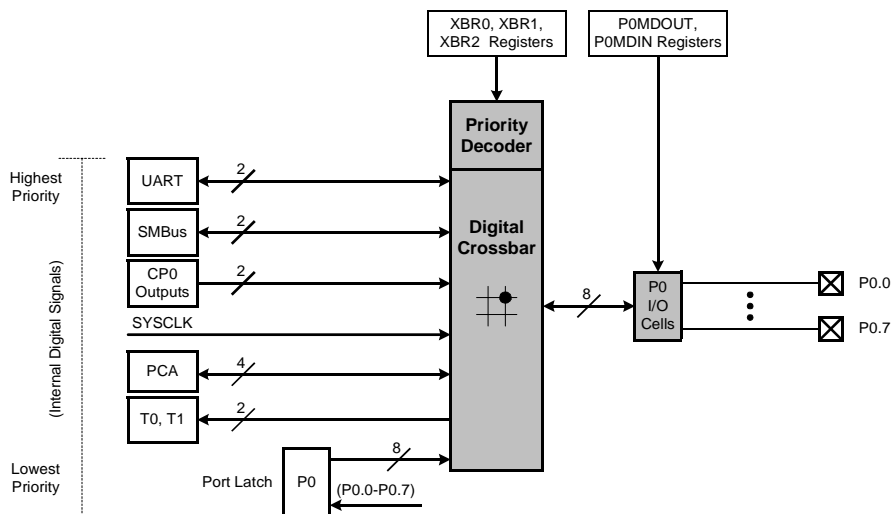 XBR0, XBR1,
XBR2 Registers
P0MDOUT,
P0MDIN Registers
Priority
Decoder
Highest
Priority
UART
2
SMBus
2
Digital
Crossbar
CP0
Outputs
2
P0
I/O
Cells
8
P0.0
P0.7
SYSCLK
(Internal Digital Signals)
PCA
4
T0, T1
2
Lowest
Priority
Port Latch
P0
8
(P0.0-P0.7)